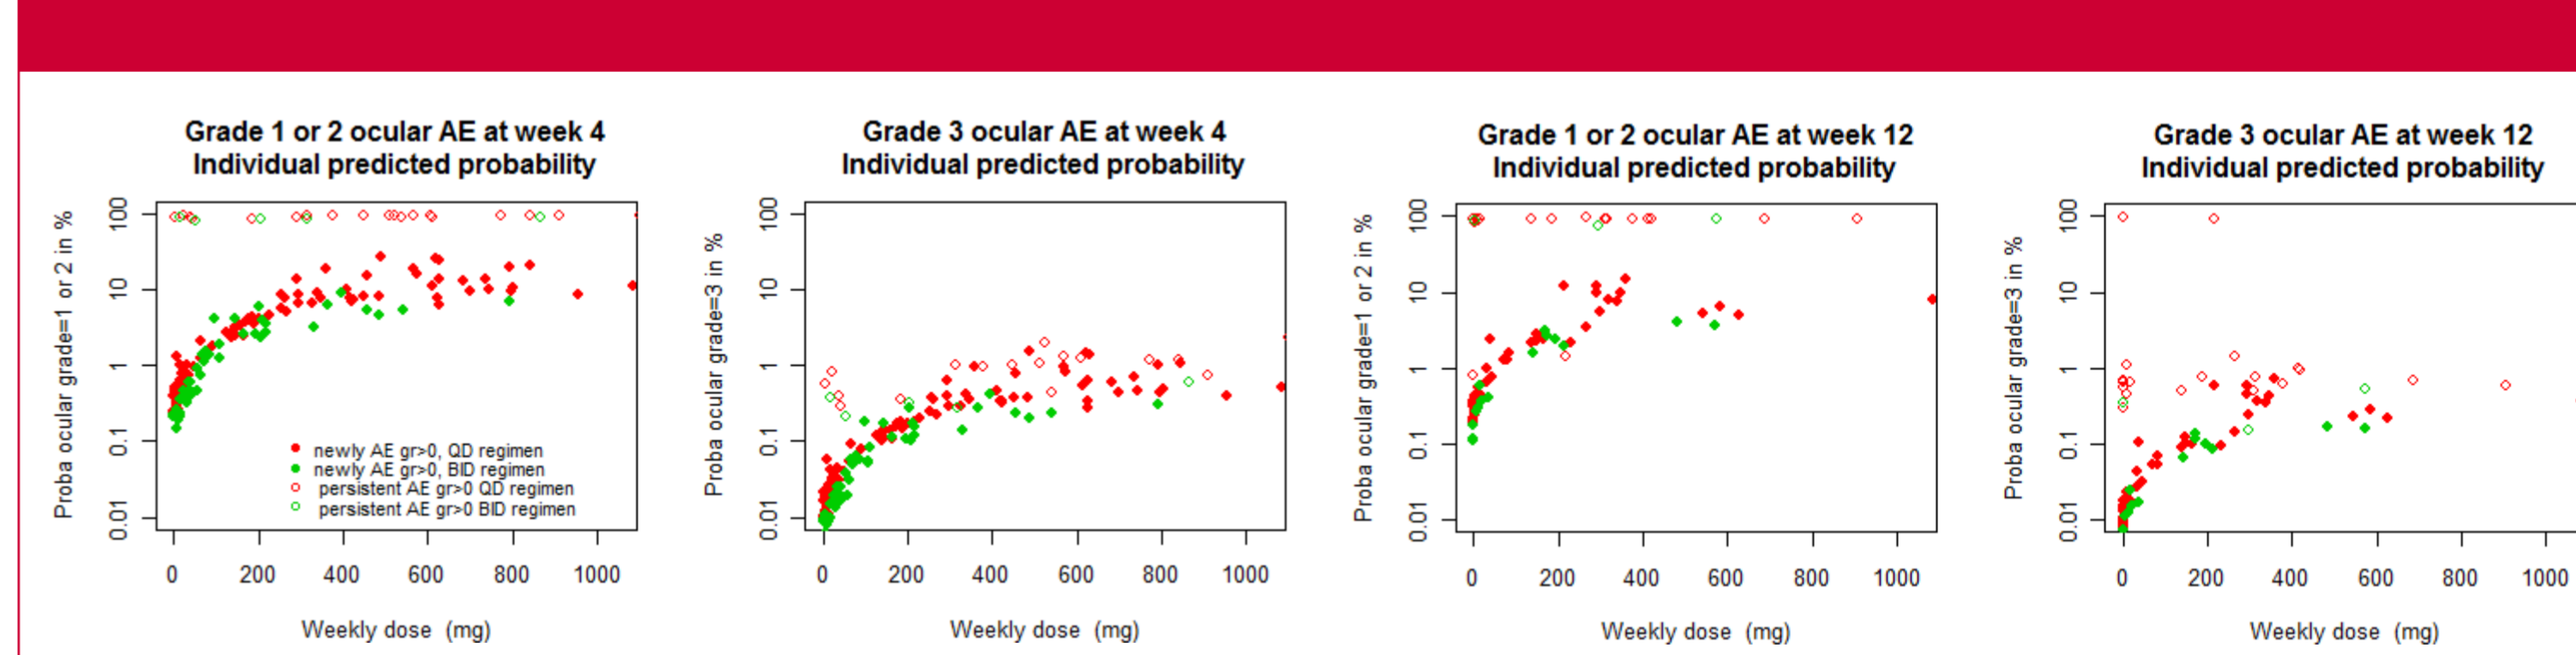 Grade 1 or 2 ocular AE at week 4
Individual predicted probability
Proba ocular grade=1 or 2 in %
100
10
1
0.1
0.01
newly AE gr>0, QD regimen
newly AE gr>0, BID regimen
persistent AE gr>0 QD regimen
persistent AE gr>0 BID regimen
0 200 400 600 800 1000
Weekly dose (mg)
Grade 3 ocular AE at week 4
Individual predicted probability
Proba ocular grade=3 in %
100
10
1
0.1
0.01
0 200 400 600 800 1000
Weekly dose (mg)
Grade 1 or 2 ocular AE at week 12
Individual predicted probability
Proba ocular grade=1 or 2 in %
100
10
1
0.1
0.01
0 200 400 600 800 1000
Weekly dose (mg)
Grade 3 ocular AE at week 12
Individual predicted probability
Proba ocular grade=3 in %
100
10
1
0.1
0.01
0 200 400 600 800 1000
Weekly dose (mg)